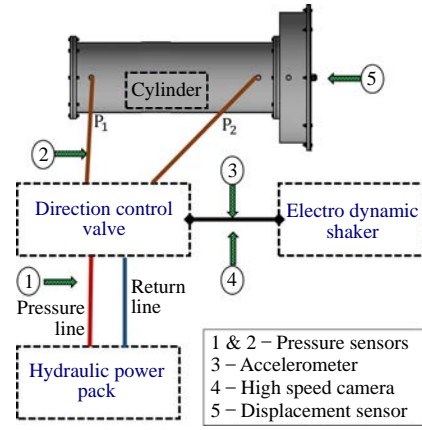 Cylinder
5
P1
P2
2
3
Direction control
valve
Electro dynamic
shaker
4
1
Pressure
line
Return
line
Hydraulic power
pack
1 & 2 − Pressure sensors
3 − Accelerometer
4 − High speed camera
5 − Displacement sensor